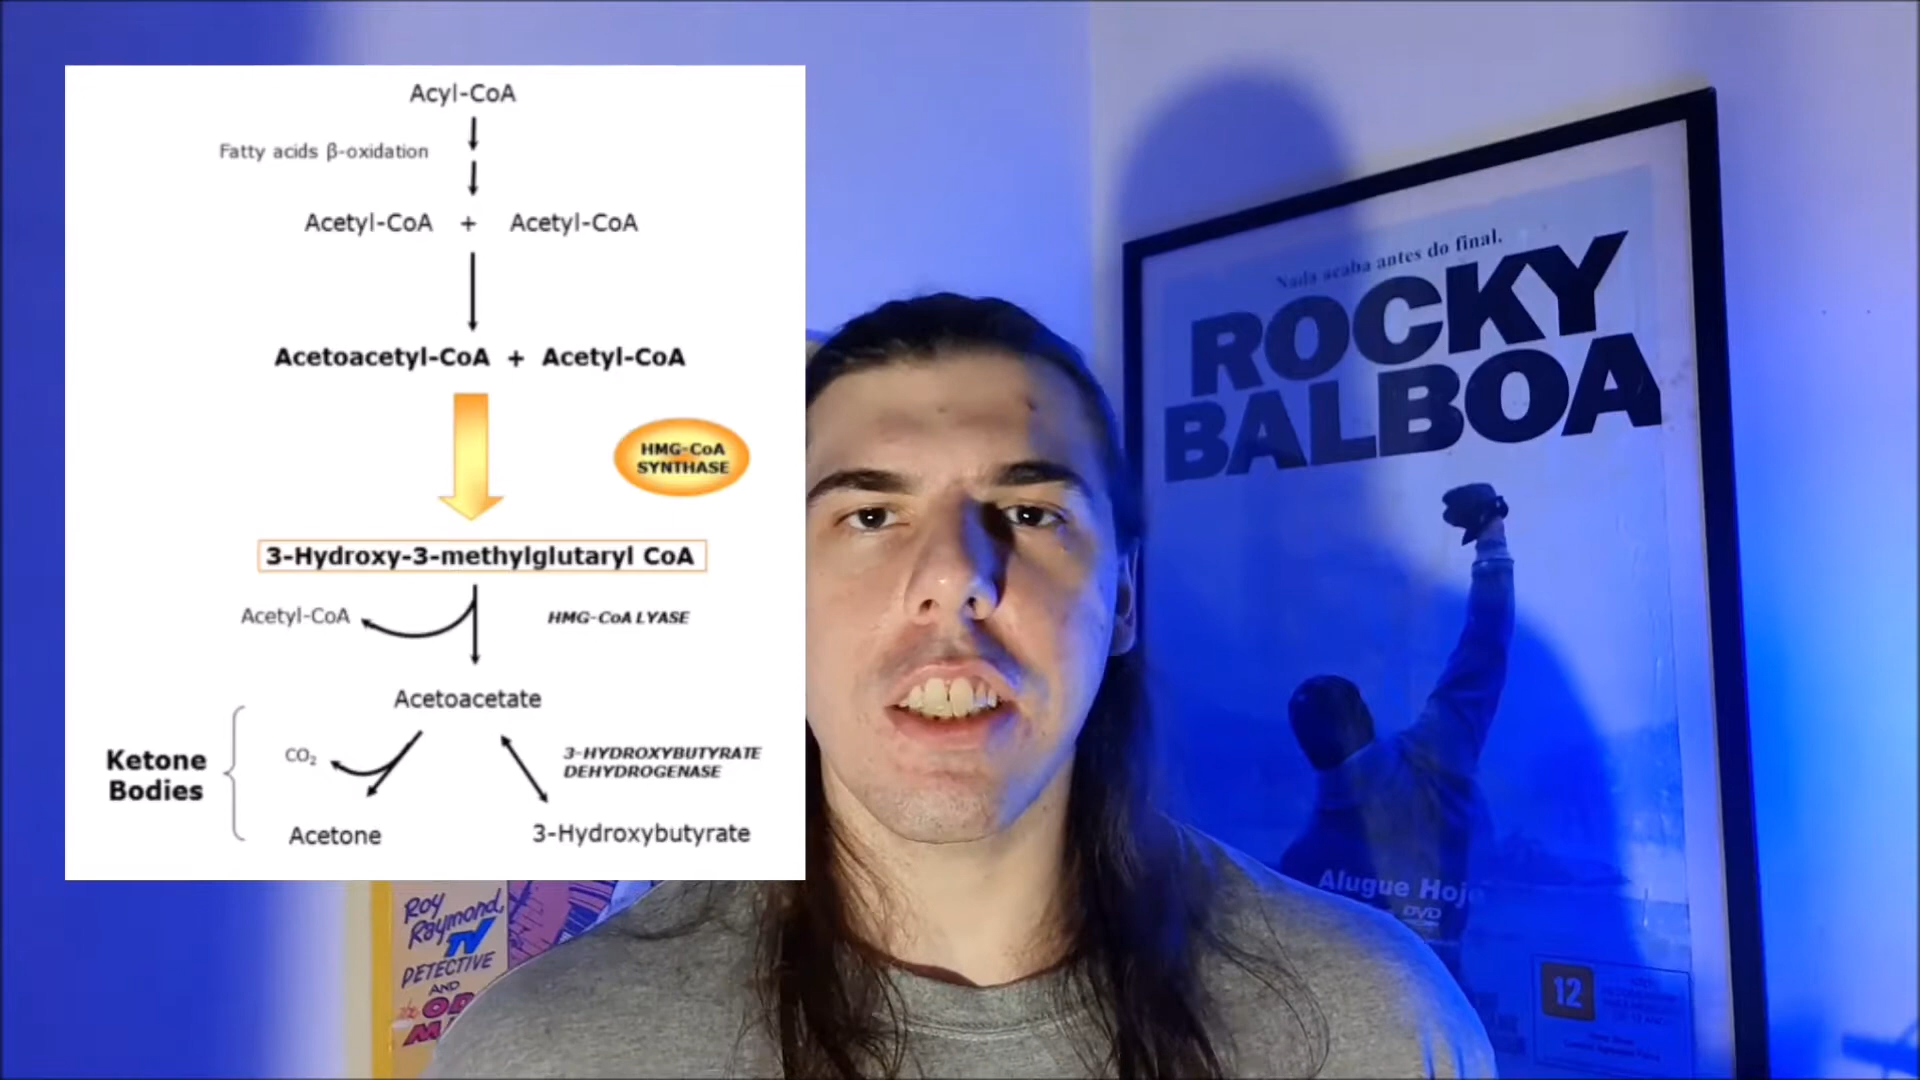 Acyl-CoA
Fatty acids β-oxidation
Acetyl-CoA + Acetyl-CoA
Acetoacetyl-CoA + Acetyl-CoA
HMG-CoA
SYNTHASE
3-Hydroxy-3-methylglutaryl CoA
Acetyl-CoA
HMG-CoA LYASE
Acetoacetate
Ketone
Bodies
CO₂
3-HYDROXYBUTYRATE
DEHYDROGENASE
Acetone
3-Hydroxybutyrate
Nada acaba antes do final.
ROCKY
BALBOA
Alugue Hoje
DVD
12
Roy
Raymond,
TV
DETECTIVE
AND
the